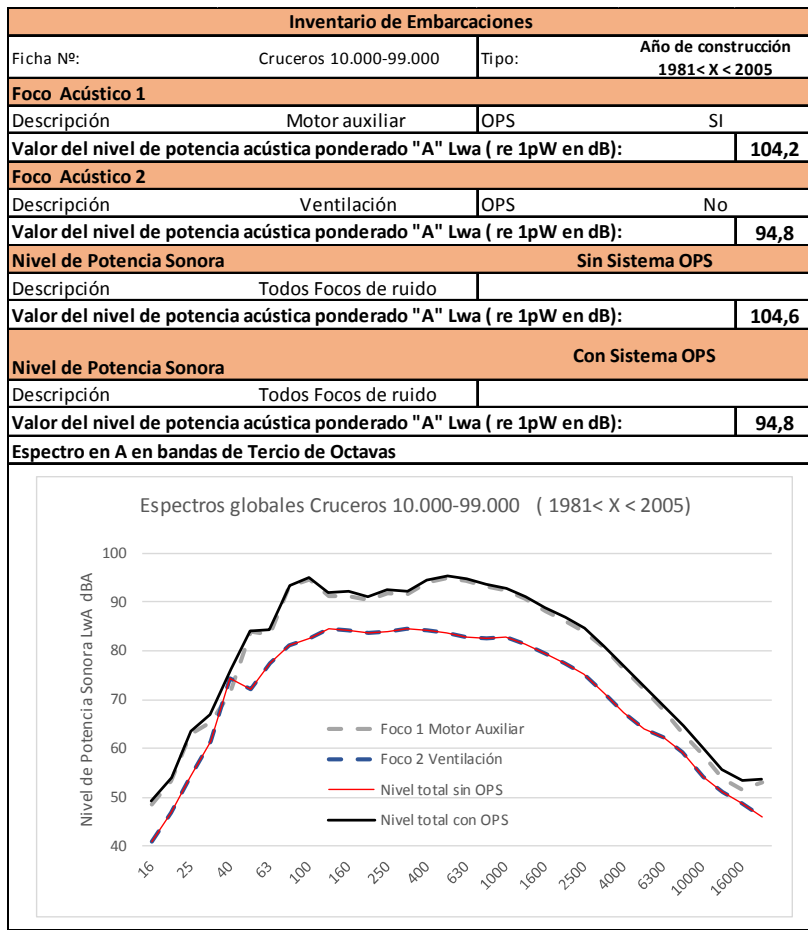 Inventario de Embarcaciones
Ficha Nº: Cruceros 10.000-99.000 Tipo: Año de construcción
1981< X < 2005
Foco Acústico 1
Descripción Motor auxiliar OPS SI
Valor del nivel de potencia acústica ponderado "A" Lwa ( re 1pW en dB): 104,2
Foco Acústico 2
Descripción Ventilación OPS No
Valor del nivel de potencia acústica ponderado "A" Lwa ( re 1pW en dB): 94,8
Nivel de Potencia Sonora Sin Sistema OPS
Descripción Todos Focos de ruido
Valor del nivel de potencia acústica ponderado "A" Lwa ( re 1pW en dB): 104,6
Nivel de Potencia Sonora Con Sistema OPS
Descripción Todos Focos de ruido
Valor del nivel de potencia acústica ponderado "A" Lwa ( re 1pW en dB): 94,8
Espectro en A en bandas de Tercio de Octavas
Espectros globales Cruceros 10.000-99.000 ( 1981< X < 2005)
Nivel de Potencia Sonora LwA dBA
100
90
80
70
60
50
40
Foco 1 Motor Auxiliar
Foco 2 Ventilación
Nivel total sin OPS
Nivel total con OPS
16 25 40 63 100 160 250 400 630 1000 1600 2500 4000 6300 10000 16000